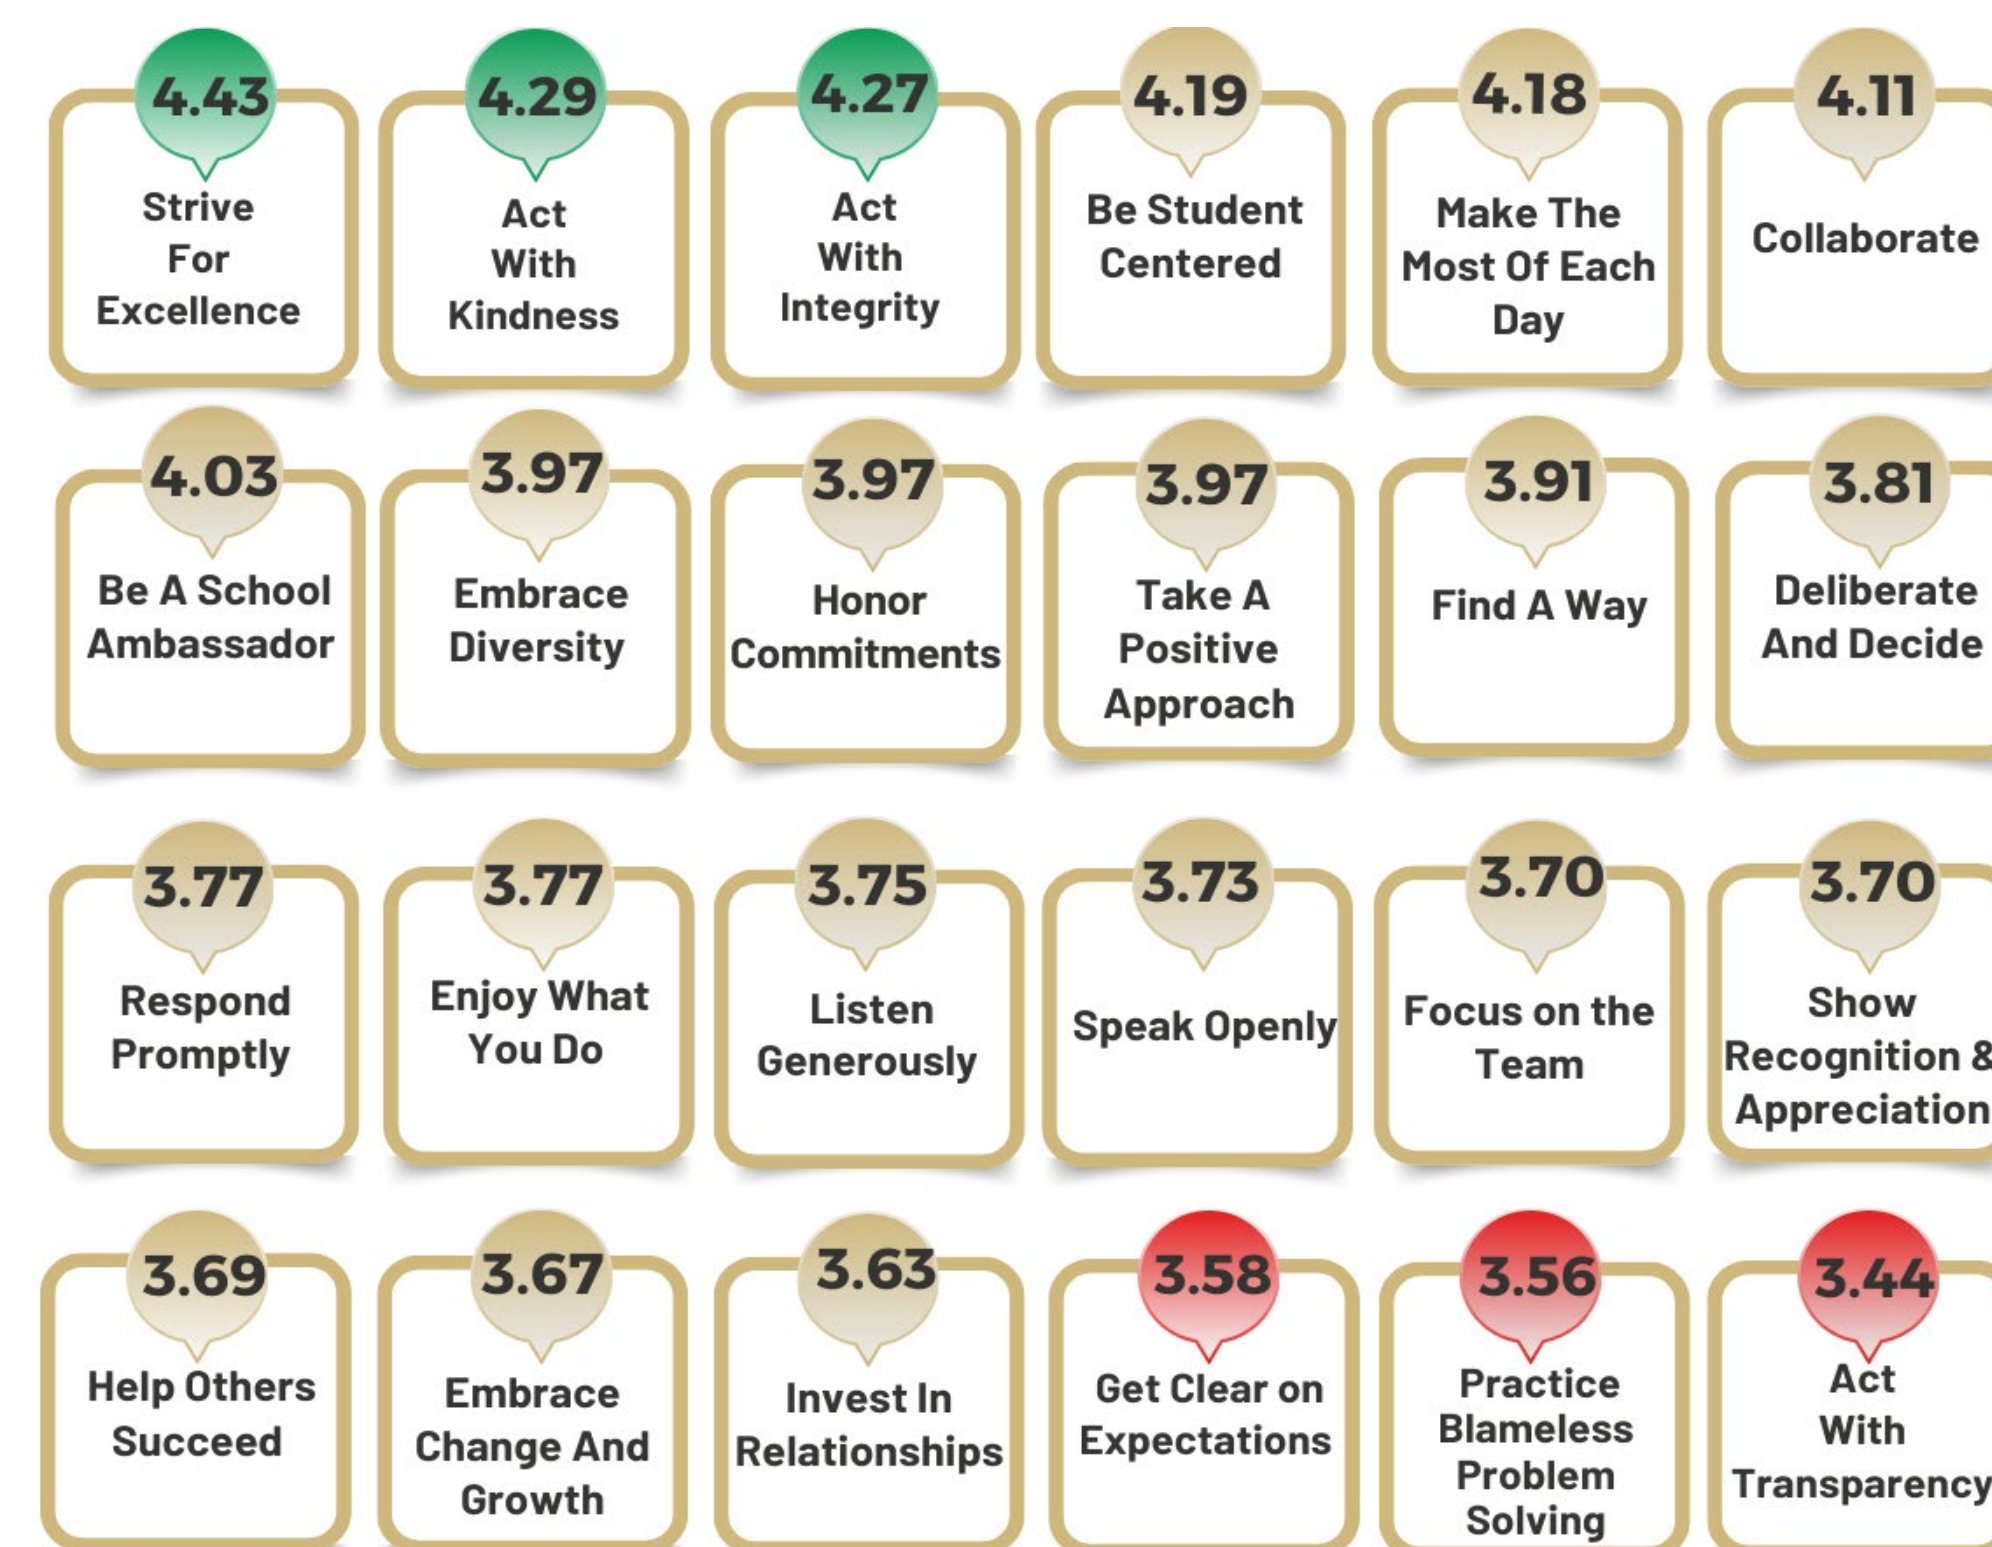 4.43
Strive
For
Excellence
4.29
Act
With
Kindness
4.27
Act
With
Integrity
4.19
Be Student
Centered
4.18
Make The
Most Of Each
Day
4.11
Collaborate
4.03
Be A School
Ambassador
3.97
Embrace
Diversity
3.97
Honor
Commitments
3.97
Take A
Positive
Approach
3.91
Find A Way
3.81
Deliberate
And Decide
3.77
Respond
Promptly
3.77
Enjoy What
You Do
3.75
Listen
Generously
3.73
Speak Openly
3.70
Focus on the
Team
3.70
Show
Recognition &
Appreciation
3.69
Help Others
Succeed
3.67
Embrace
Change And
Growth
3.63
Invest In
Relationships
3.58
Get Clear on
Expectations
3.56
Practice
Blameless
Problem
Solving
3.44
Act
With
Transparency